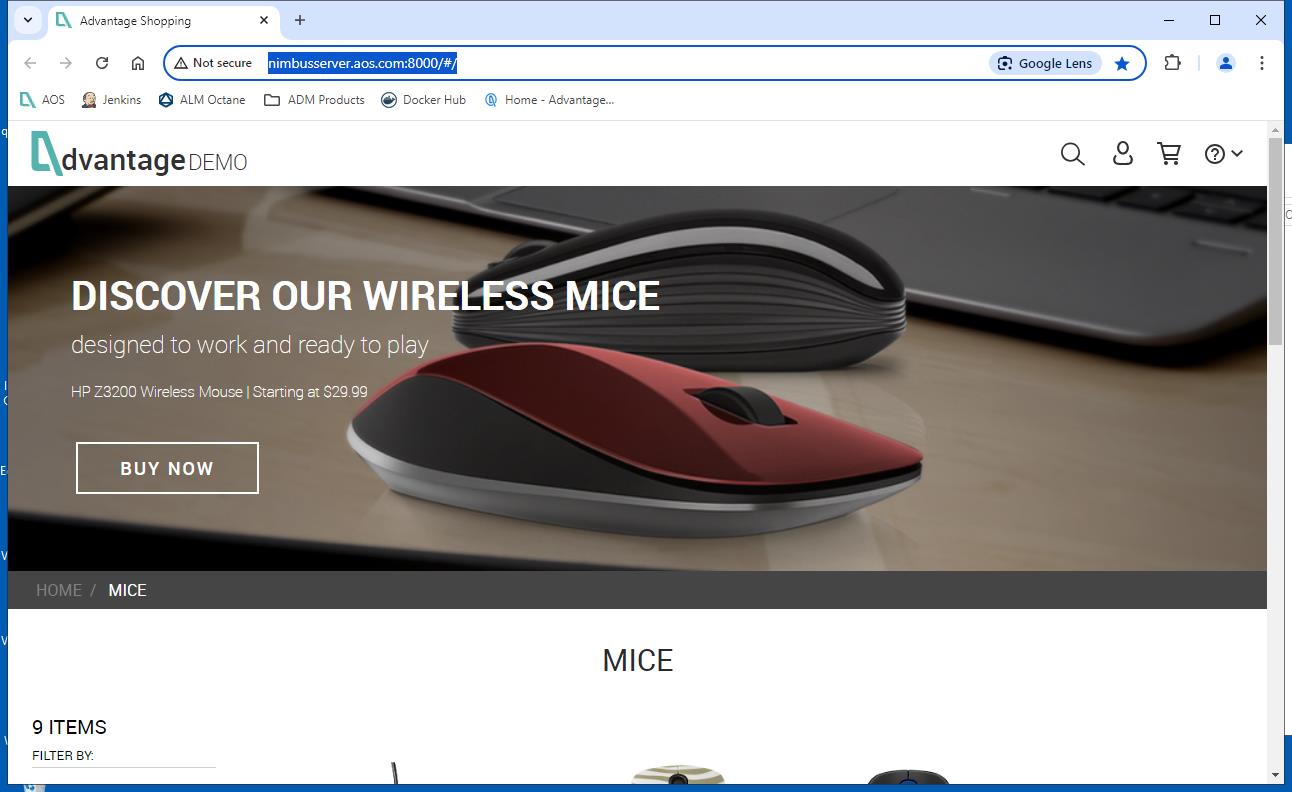 Advantage Shopping
Not secure
nimbusserver.aos.com:8000/#/
Google Lens
AOS
Jenkins
ALM Octane
ADM Products
Docker Hub
Home - Advantage...
dvantage DEMO
DISCOVER OUR WIRELESS MICE
designed to work and ready to play
HP Z3200 Wireless Mouse | Starting at $29.99
BUY NOW
HOME / MICE
MICE
9 ITEMS
FILTER BY: